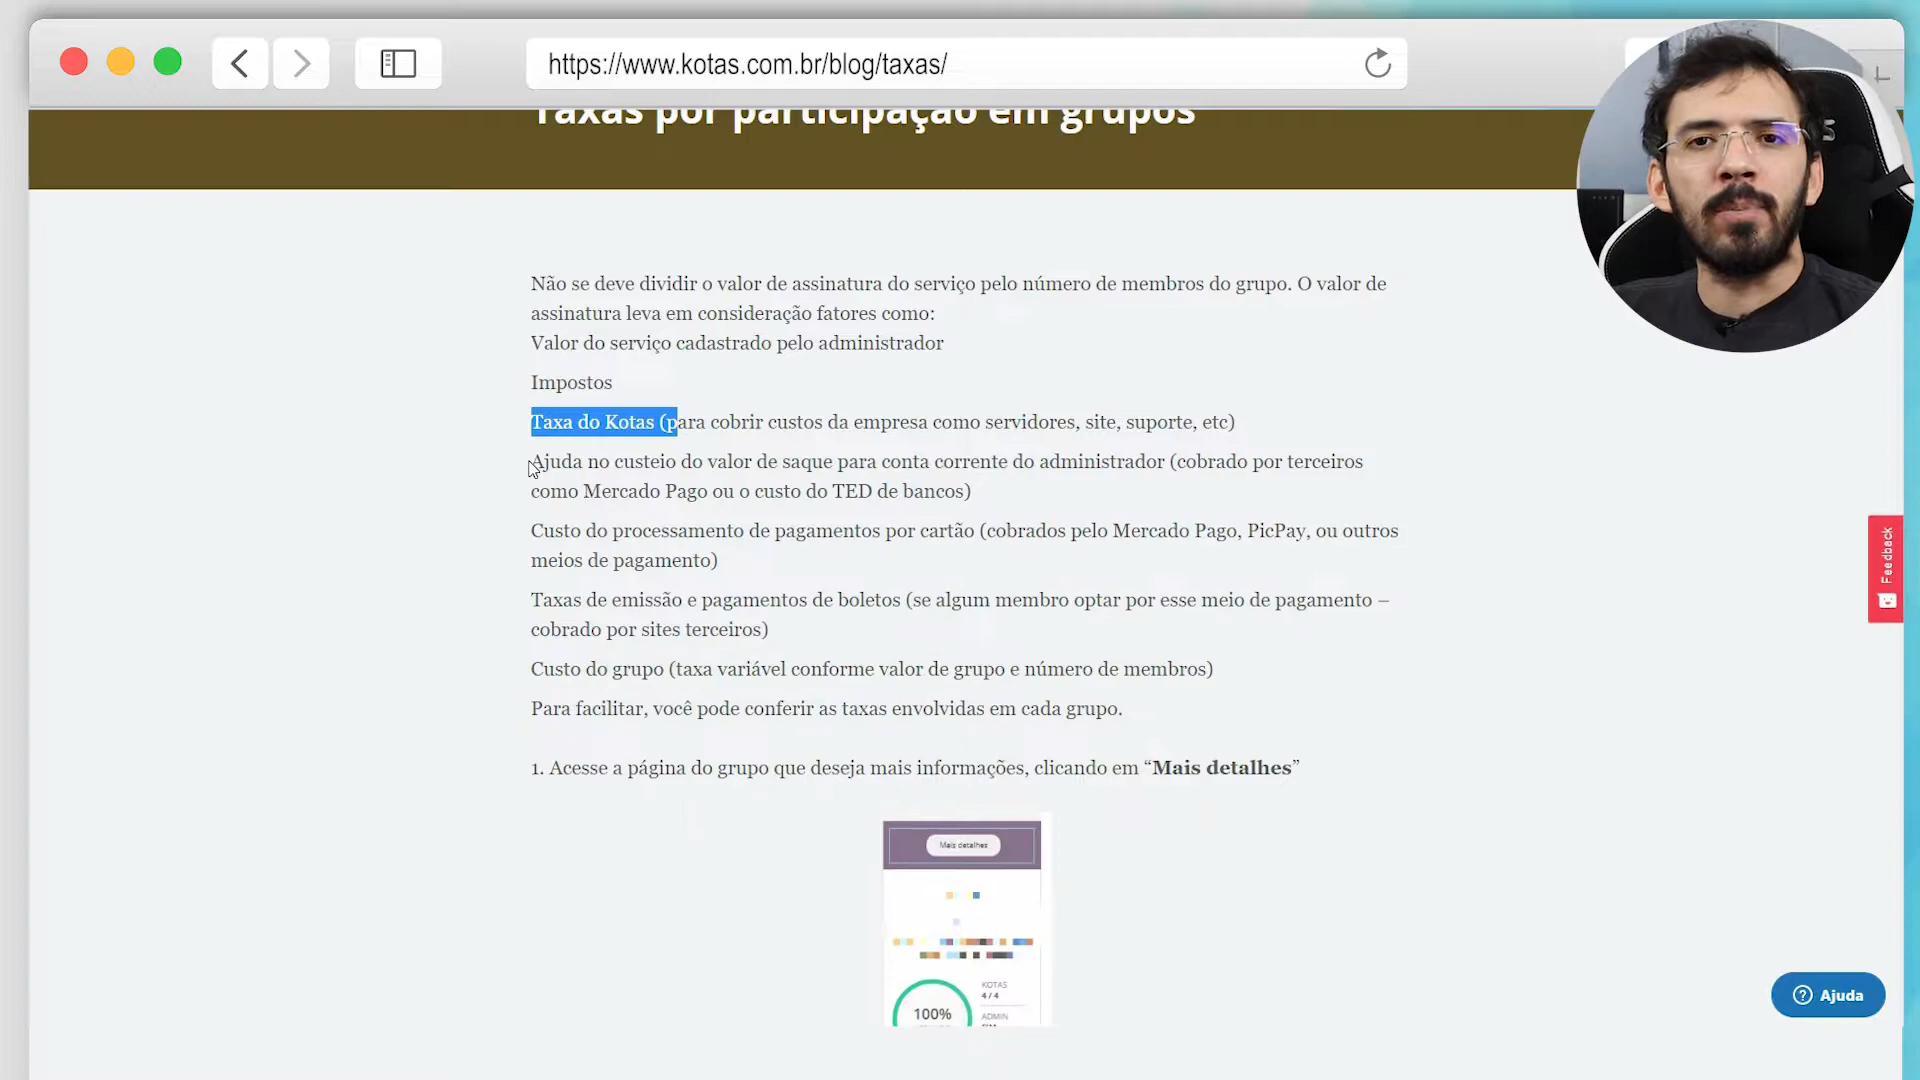 https://www.kotas.com.br/blog/taxas/
Taxas por participação em grupos
Não se deve dividir o valor de assinatura do serviço pelo número de membros do grupo. O valor de
assinatura leva em consideração fatores como:
Valor do serviço cadastrado pelo administrador
Impostos
Taxa do Kotas (para cobrir custos da empresa como servidores, site, suporte, etc)
Ajuda no custeio do valor de saque para conta corrente do administrador (cobrado por terceiros
como Mercado Pago ou o custo do TED de bancos)
Custo do processamento de pagamentos por cartão (cobrados pelo Mercado Pago, PicPay, ou outros
meios de pagamento)
Taxas de emissão e pagamentos de boletos (se algum membro optar por esse meio de pagamento –
cobrado por sites terceiros)
Custo do grupo (taxa variável conforme valor de grupo e número de membros)
Para facilitar, você pode conferir as taxas envolvidas em cada grupo.
1. Acesse a página do grupo que deseja mais informações, clicando em “Mais detalhes”
Mais detalhes
KOTAS
4 / 4
100%
ADMIN
Feedback
Ajuda